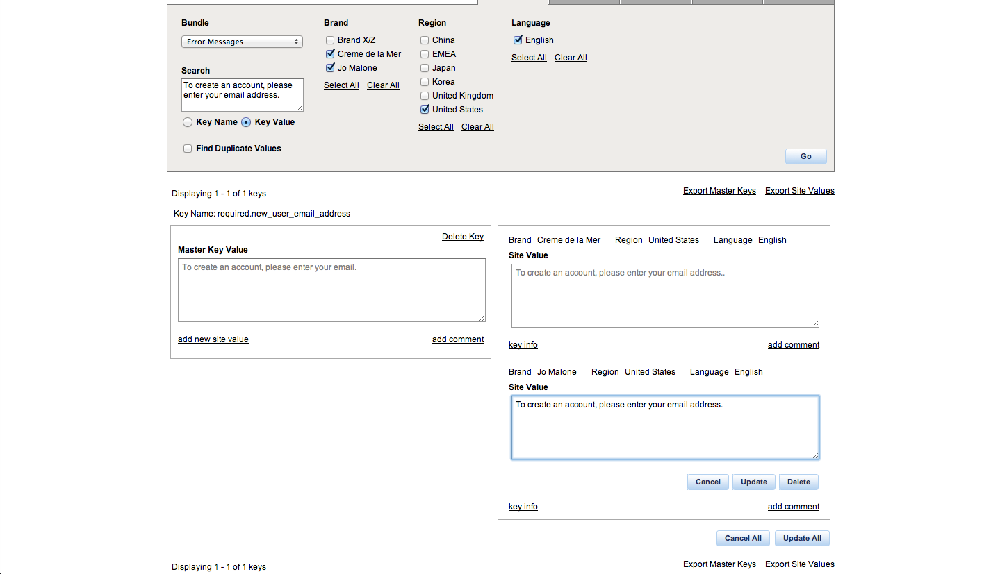 Bundle
Error Messages
Search
To create an account, please
enter your email address.
Key Name Key Value
Find Duplicate Values
Brand
Brand X/Z
Creme de la Mer
Jo Malone
Select All Clear All
Region
China
EMEA
Japan
Korea
United Kingdom
United States
Select All Clear All
Language
English
Select All Clear All
Go
Displaying 1 - 1 of 1 keys
Export Master Keys Export Site Values
Key Name: required.new_user_email_address
Delete Key
Master Key Value
To create an account, please enter your email.
add new site value add comment
Brand Creme de la Mer Region United States Language English
Site Value
To create an account, please enter your email address..
key info add comment
Brand Jo Malone Region United States Language English
Site Value
To create an account, please enter your email address.
Cancel Update Delete
key info add comment
Cancel All Update All
Displaying 1 - 1 of 1 keys
Export Master Keys Export Site Values